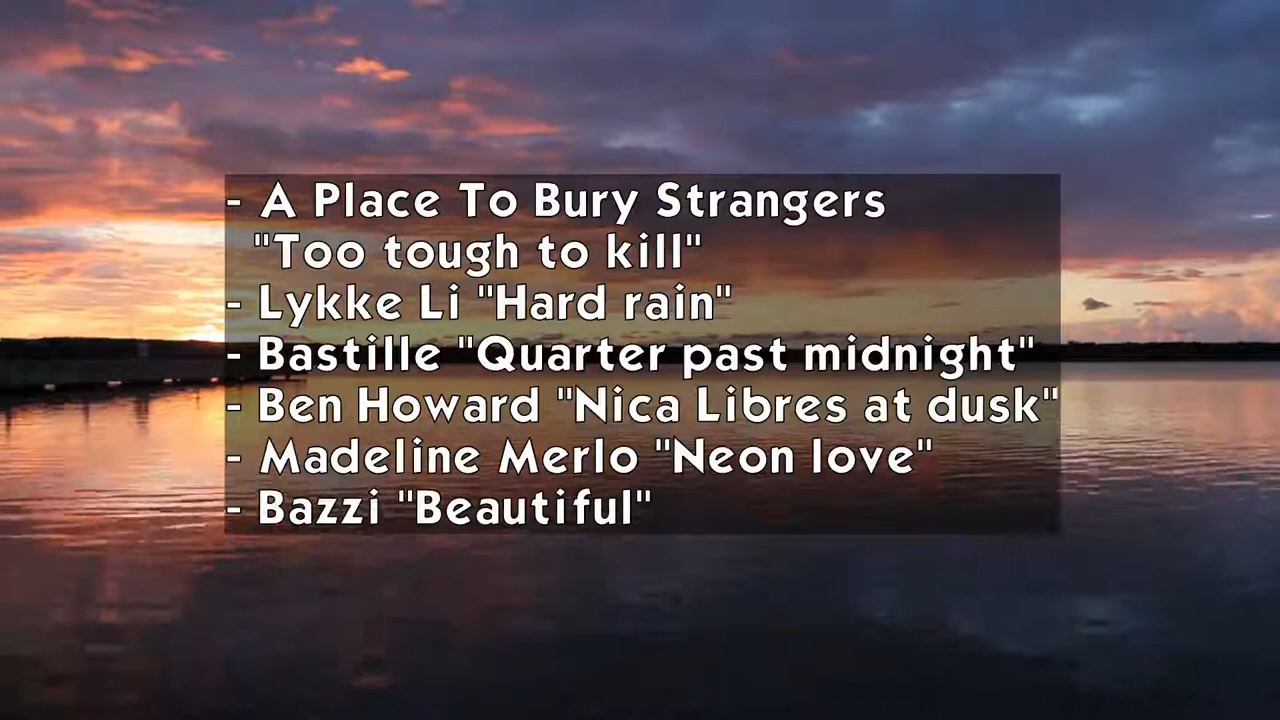 - A Place To Bury Strangers
"Too tough to kill"
- Lykke Li "Hard rain"
- Bastille "Quarter past midnight"
- Ben Howard "Nica Libres at dusk"
- Madeline Merlo "Neon love"
- Bazzi "Beautiful"